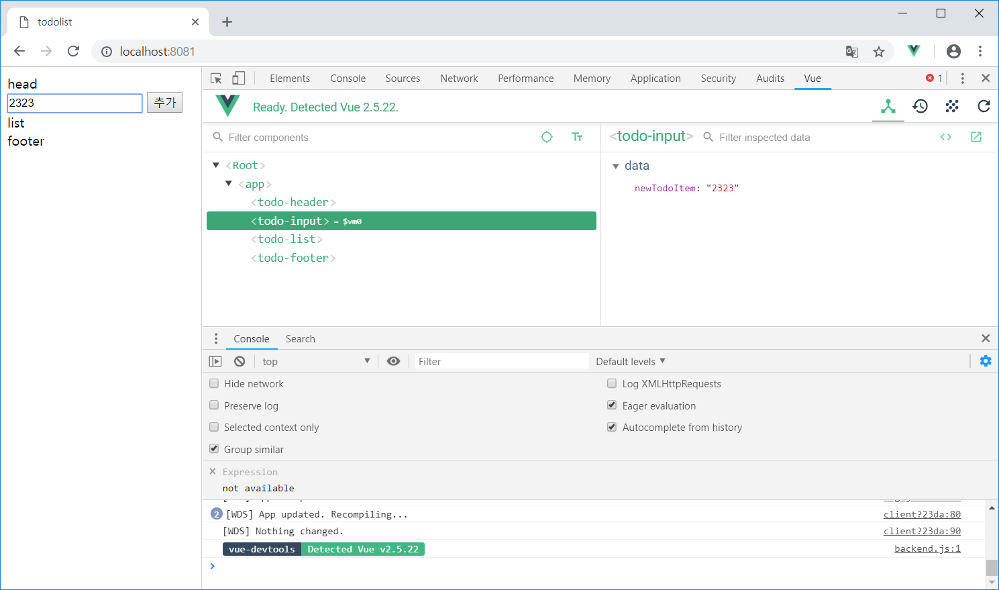 todolist
localhost:8081
head
2323
추가
list
footer
Elements Console Sources Network Performance Memory Application Security Audits Vue 1
Ready. Detected Vue 2.5.22.
Filter components
<todo-input> Filter inspected data
<Root>
<app>
<todo-header>
<todo-input> = $vm0
<todo-list>
<todo-footer>
data
newTodoItem: "2323"
Console Search
top Filter Default levels
Hide network
Log XMLHttpRequests
Preserve log
Eager evaluation
Selected context only
Autocomplete from history
Group similar
Expression
not available
2 [WDS] App updated. Recompiling... client?23da:80
[WDS] Nothing changed. client?23da:90
vue-devtools Detected Vue v2.5.22 backend.js:1